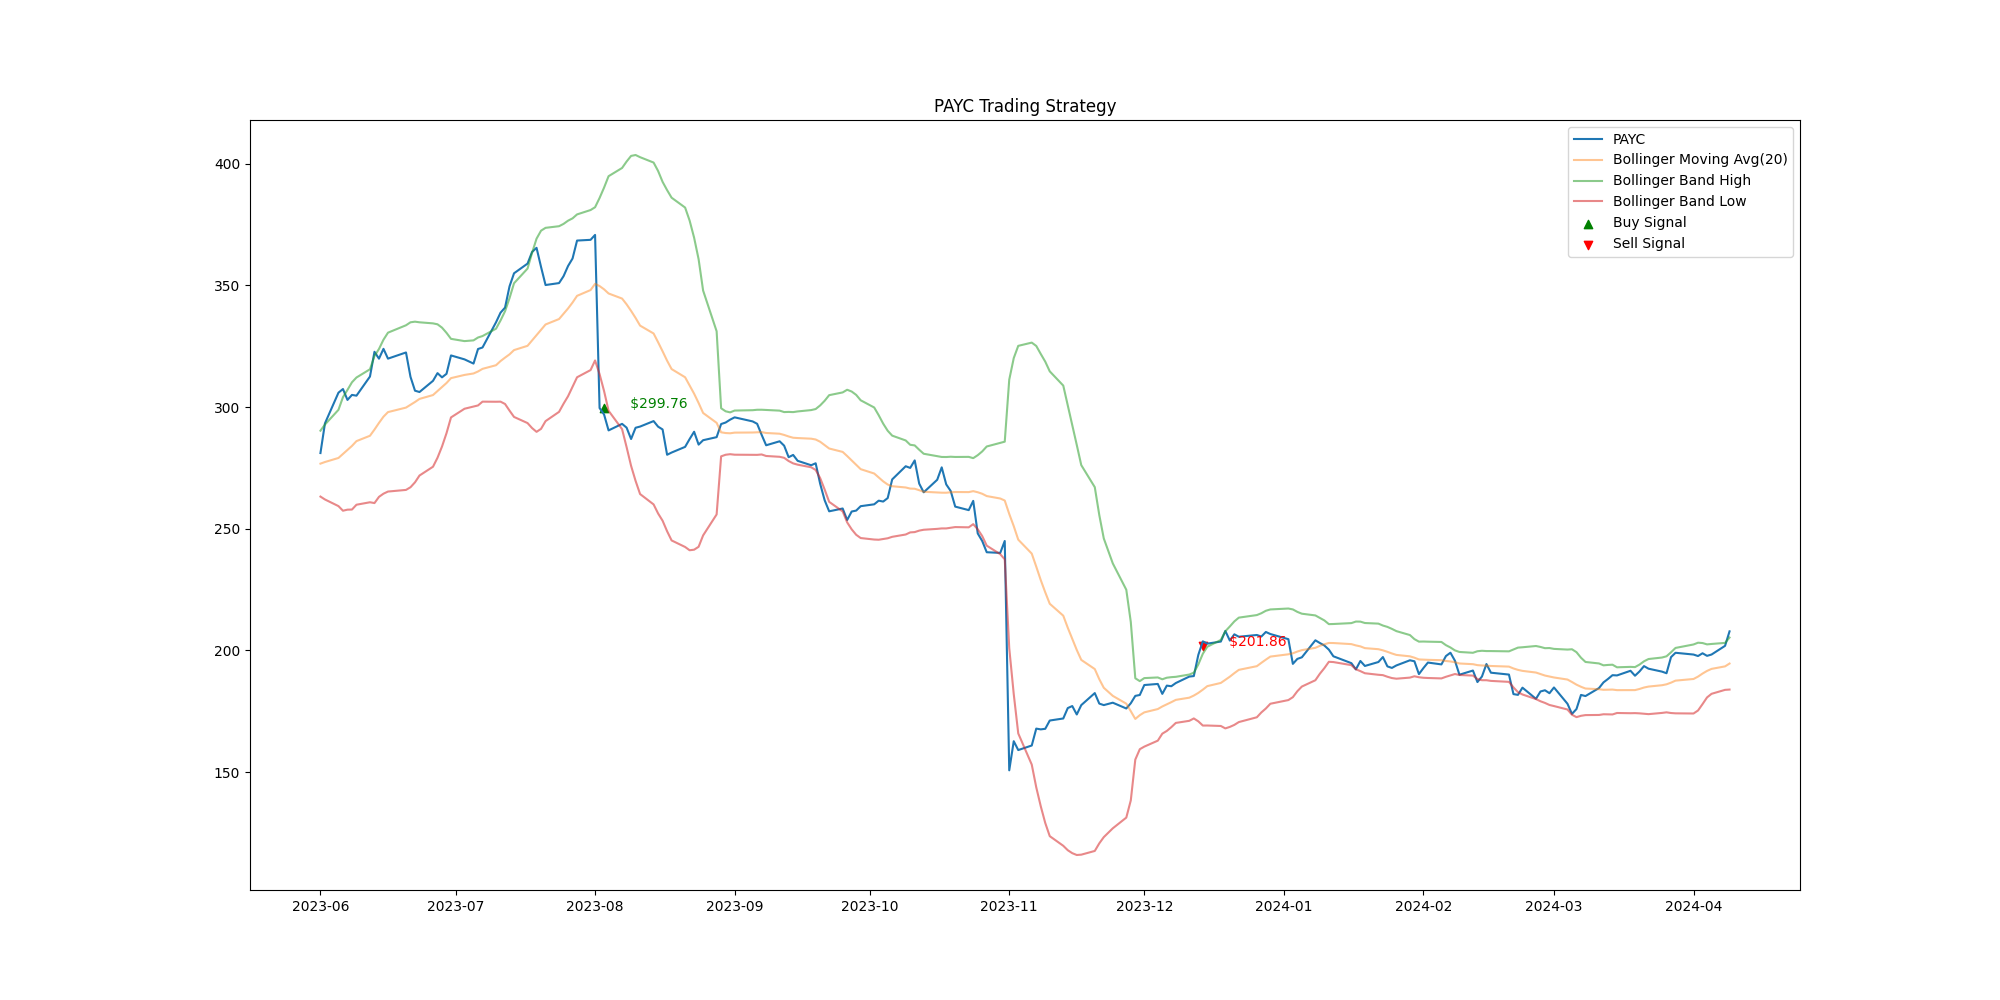 PAYC Trading Strategy
PAYC
Bollinger Moving Avg(20)
Bollinger Band High
Bollinger Band Low
Buy Signal
Sell Signal
400
350
300
250
200
150
$299.76
$201.86
2023-06
2023-07
2023-08
2023-09
2023-10
2023-11
2023-12
2024-01
2024-02
2024-03
2024-04